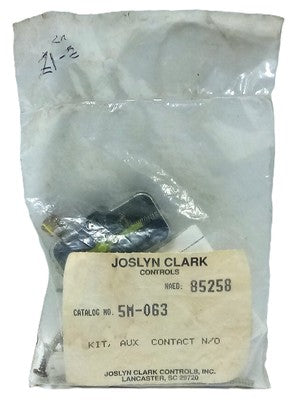 JOSLYN CLARK
CONTROLS
NAED: 85258
CATALOG NO. 5M-063
KIT, AUX CONTACT N/O
JOSLYN CLARK CONTROLS, INC.
LANCASTER, SC 29720